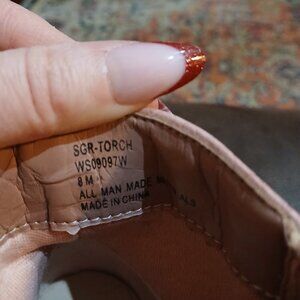 SGR-TORCH
WS09097W
8 M
ALL MAN MADE
MADE IN CHINA